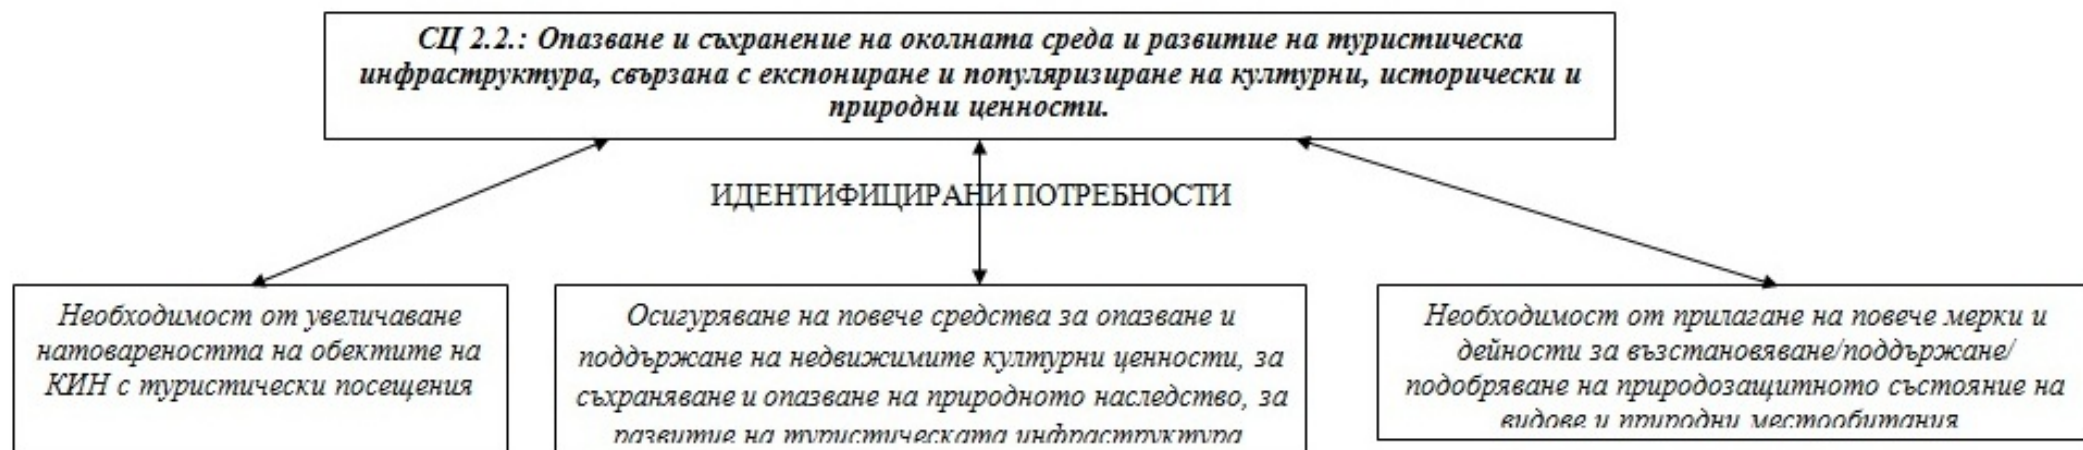 СЦ 2.2.: Опазване и съхранение на околната среда и развитие на туристическа
инфраструктура, свързана с експониране и популяризиране на културни, исторически и
природни ценности.
ИДЕНТИФИЦИРАНИ ПОТРЕБНОСТИ
Необходимост от увеличаване
натовареността на обектите на
КИН с туристически посещения
Осигуряване на повече средства за опазване и
поддържане на недвижимите културни ценности, за
съхраняване и опазване на природното наследство, за
развитие на туристическата инфраструктура
Необходимост от прилагане на повече мерки и
дейности за възстановяване/поддържане/
подобряване на природозащитното състояние на
видове и природни местообитания